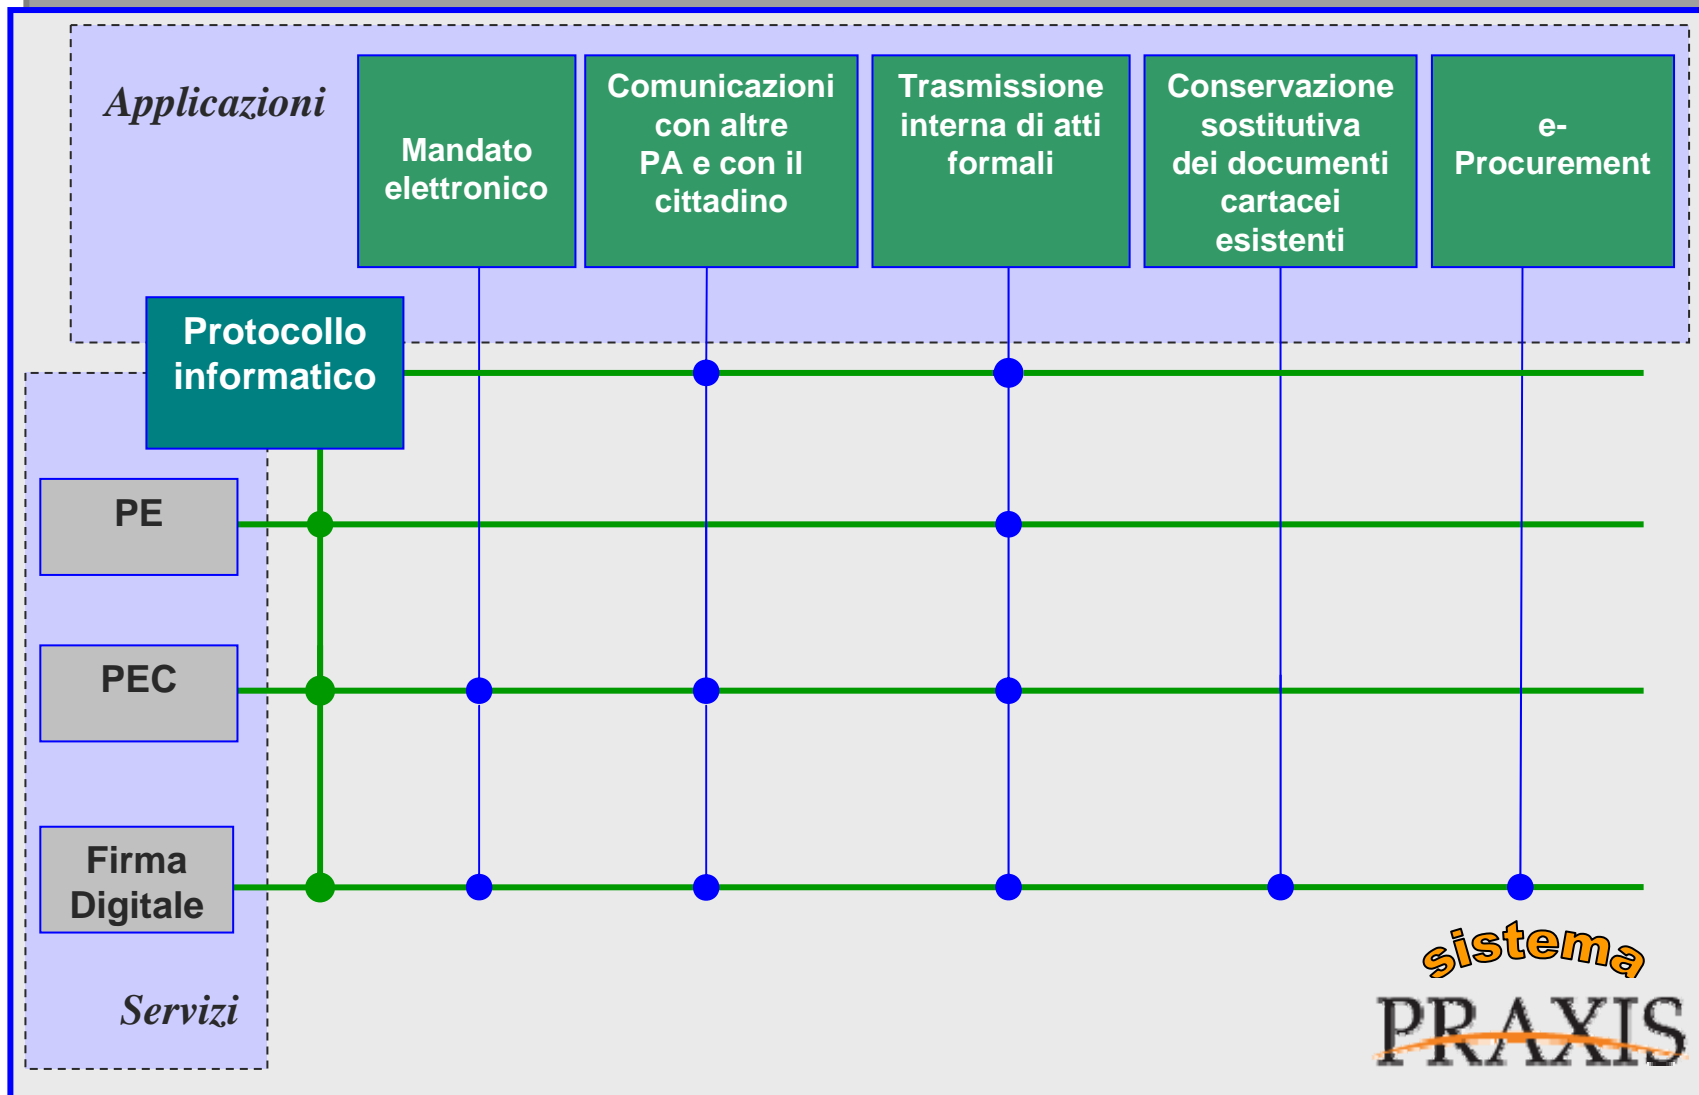 Applicazioni
Mandato
elettronico
Comunicazioni
con altre
PA e con il
cittadino
Trasmissione
interna di atti
formali
Conservazione
sostitutiva
dei documenti
cartacei
esistenti
e-
Procurement
Protocollo
informatico
PE
PEC
Firma
Digitale
Servizi
sistema
PRAXIS